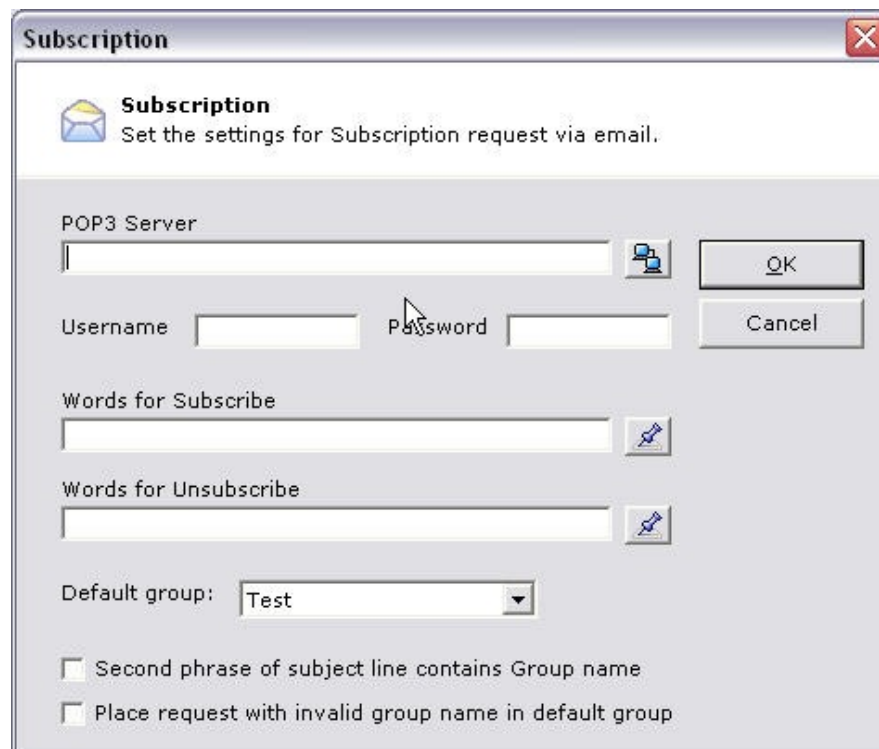 Subscription
Subscription
Set the settings for Subscription request via email.
POP3 Server
OK
Username
Password
Cancel
Words for Subscribe
Words for Unsubscribe
Default group:
Test
Second phrase of subject line contains Group name
Place request with invalid group name in default group